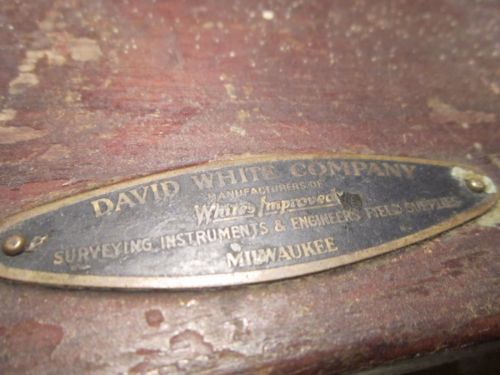 DAVID WHITE COMPANY
MANUFACTURERS OF
White's Improved
SURVEYING, INSTRUMENTS & ENGINEERS' FIELD SUPPLIES
MILWAUKEE